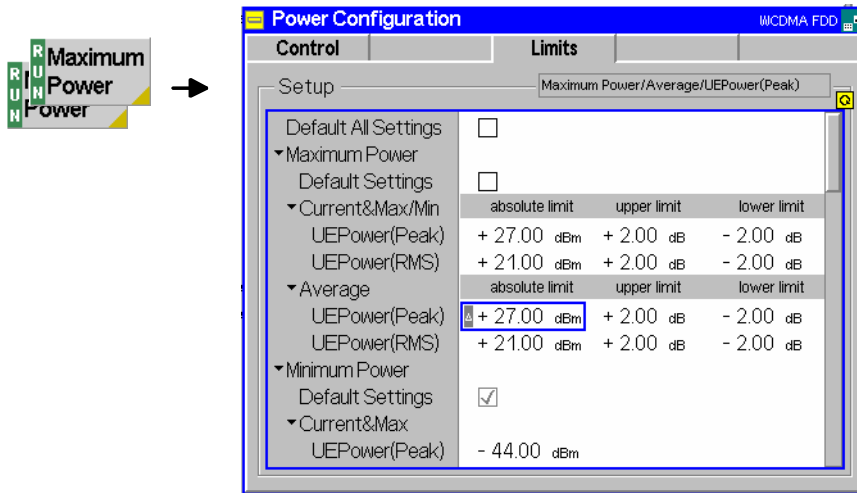 RUN Maximum
Power
RUN
Power
Power Configuration WCDMA FDD
Control Limits
Setup Maximum Power/Average/UEPower(Peak)
Default All Settings
Maximum Power
Default Settings
Current&Max/Min absolute limit upper limit lower limit
UEPower(Peak) + 27.00 dBm + 2.00 dB - 2.00 dB
UEPower(RMS) + 21.00 dBm + 2.00 dB - 2.00 dB
Average absolute limit upper limit lower limit
UEPower(Peak) + 27.00 dBm + 2.00 dB - 2.00 dB
UEPower(RMS) + 21.00 dBm + 2.00 dB - 2.00 dB
Minimum Power
Default Settings
Current&Max
UEPower(Peak) - 44.00 dBm